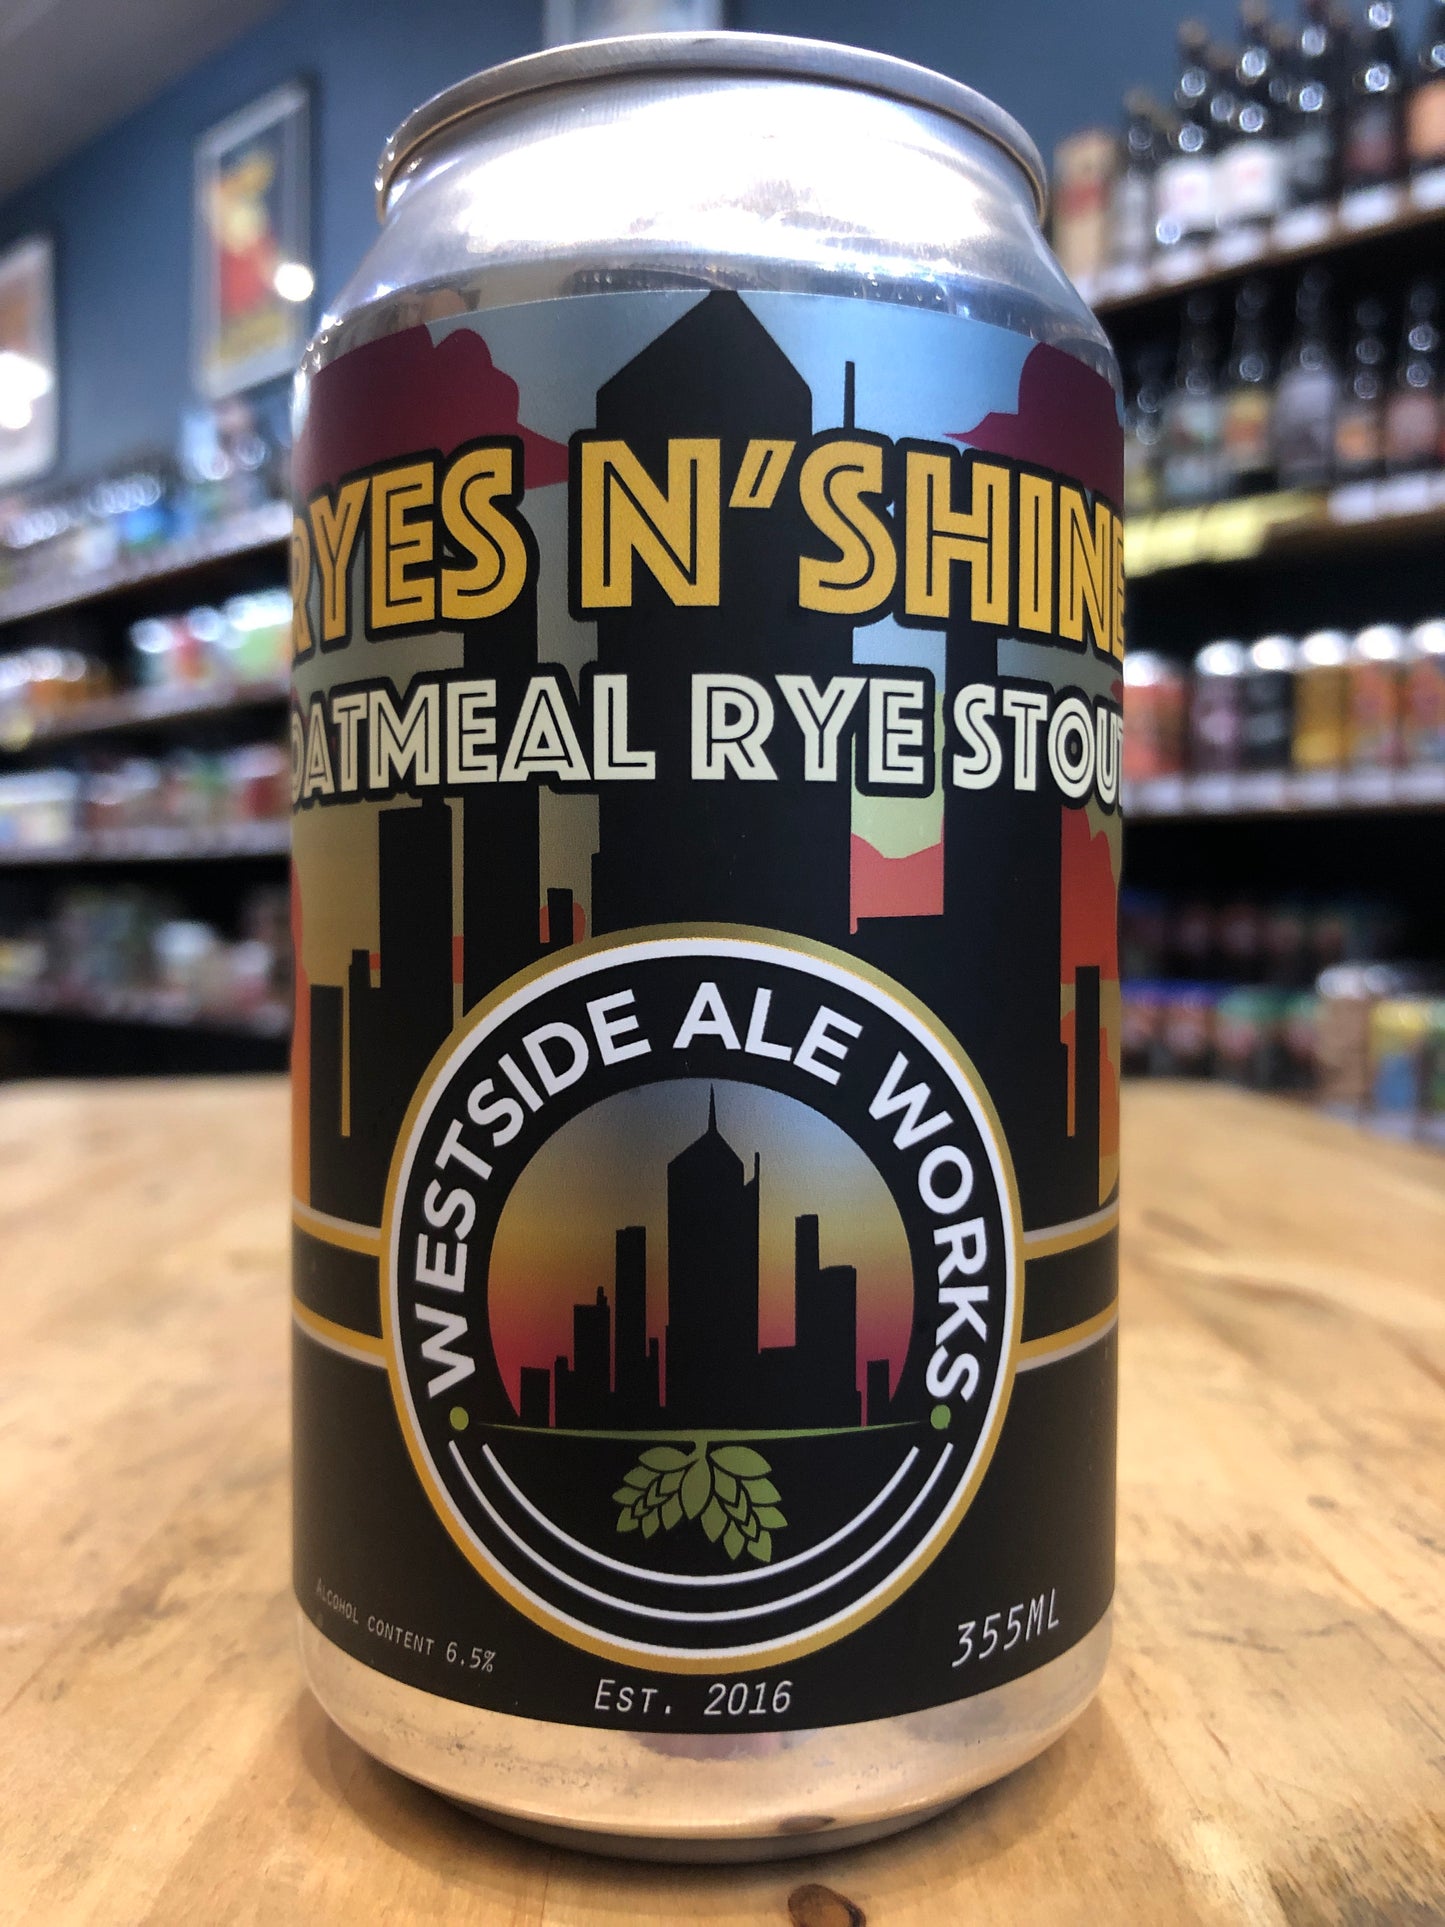 RYES N'SHINE
OATMEAL RYE STOUT
WESTSIDE ALE WORKS
ALCOHOL CONTENT 6.5%
EST. 2016
355ML